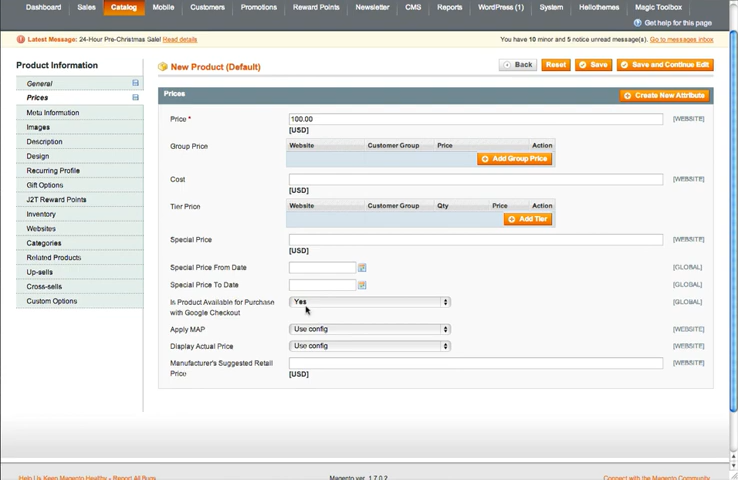 Dashboard Sales Catalog Mobile Customers Promotions Reward Points Newsletter CMS Reports WordPress (1) System Hellothemes Magic Toolbox
Get help for this page
Latest Message: 24-Hour Pre-Christmas Sale! Read details You have 10 minor and 5 notice unread message(s). Go to messages inbox
Product Information
General
Prices
Meta Information
Images
Description
Design
Recurring Profile
Gift Options
J2T Reward Points
Inventory
Websites
Categories
Related Products
Up-sells
Cross-sells
Custom Options
New Product (Default) Back Reset Save Save and Continue Edit
Prices Create New Attribute
Price * 100.00 [WEBSITE]
[USD]
Group Price Website Customer Group Price Action
Add Group Price
Cost [WEBSITE]
[USD]
Tier Price Website Customer Group Qty Price Action
Add Tier
Special Price [WEBSITE]
[USD]
Special Price From Date [GLOBAL]
Special Price To Date [GLOBAL]
Is Product Available for Purchase Yes [GLOBAL]
with Google Checkout
Apply MAP Use config [WEBSITE]
Display Actual Price Use config [WEBSITE]
Manufacturer's Suggested Retail [WEBSITE]
Price [USD]
Help Us Keep Magento Healthy - Report All Bugs Magento ver. 1.7.0.2 Connect with the Magento Community